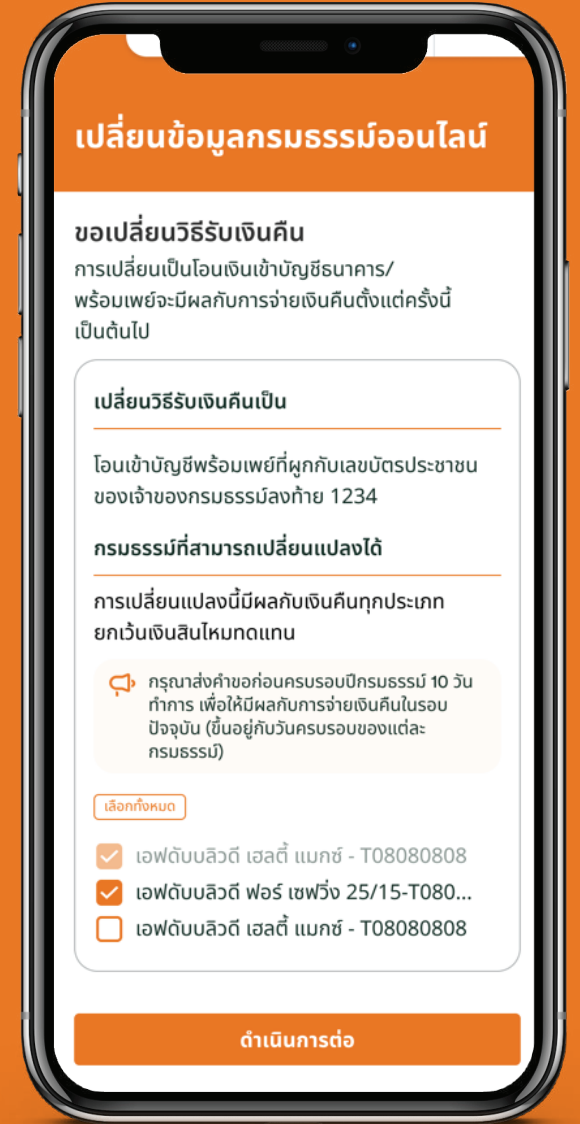 เปลี่ยนข้อมูลกรมธรรม์ออนไลน์
ขอเปลี่ยนวิธีรับเงินคืน
การเปลี่ยนเป็นโอนเงินเข้าบัญชีธนาคาร/
พร้อมเพย์จะมีผลกับการจ่ายเงินคืนตั้งแต่ครั้งนี้
เป็นต้นไป
เปลี่ยนวิธีรับเงินคืนเป็น
โอนเข้าบัญชีพร้อมเพย์ที่ผูกกับเลขบัตรประชาชน
ของเจ้าของกรมธรรม์ลงท้าย 1234
กรมธรรม์ที่สามารถเปลี่ยนแปลงได้
การเปลี่ยนแปลงนี้มีผลกับเงินคืนทุกประเภท
ยกเว้นเงินสินไหมทดแทน
กรุณาส่งคำขอก่อนครบรอบปีกรมธรรม์ 10 วัน
ทำการ เพื่อให้มีผลกับการจ่ายเงินคืนในรอบ
ปัจจุบัน (ขึ้นอยู่กับวันครบรอบของแต่ละ
กรมธรรม์)
เลือกทั้งหมด
เอฟดับบลิวดี เฮลตี้ แมกซ์ - T08080808
เอฟดับบลิวดี ฟอร์ เซฟวิ่ง 25/15-T080...
เอฟดับบลิวดี เฮลตี้ แมกซ์ - T08080808
ดำเนินการต่อ